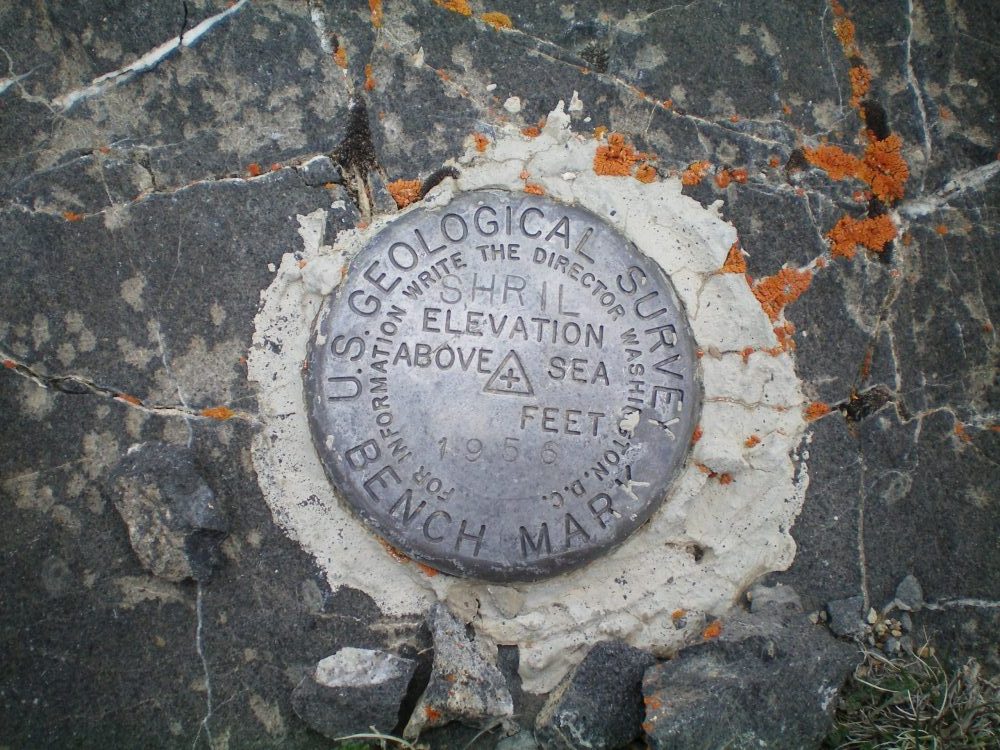 U.S. GEOLOGICAL SURVEY
FOR INFORMATION WRITE THE DIRECTOR WASHINGTON, D.C.
SHRIL
ELEVATION
ABOVE SEA
FEET
1956
BENCH MARK